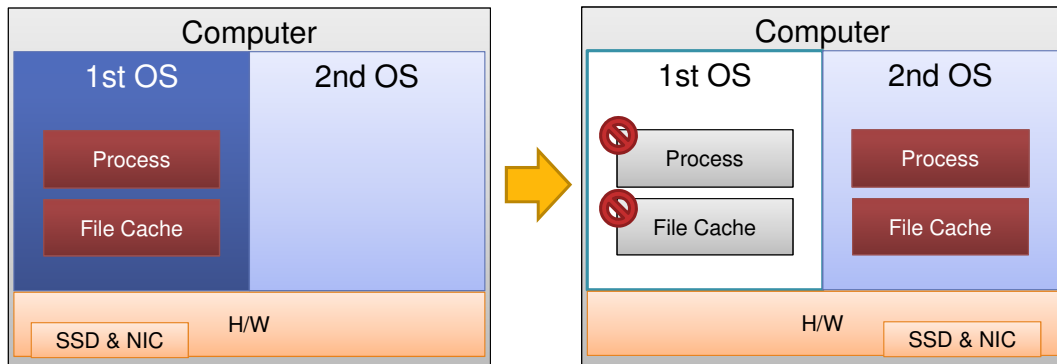 Computer
1st OS
2nd OS
Process
File Cache
H/W
SSD & NIC
Computer
1st OS
2nd OS
Process
Process
File Cache
File Cache
H/W
SSD & NIC